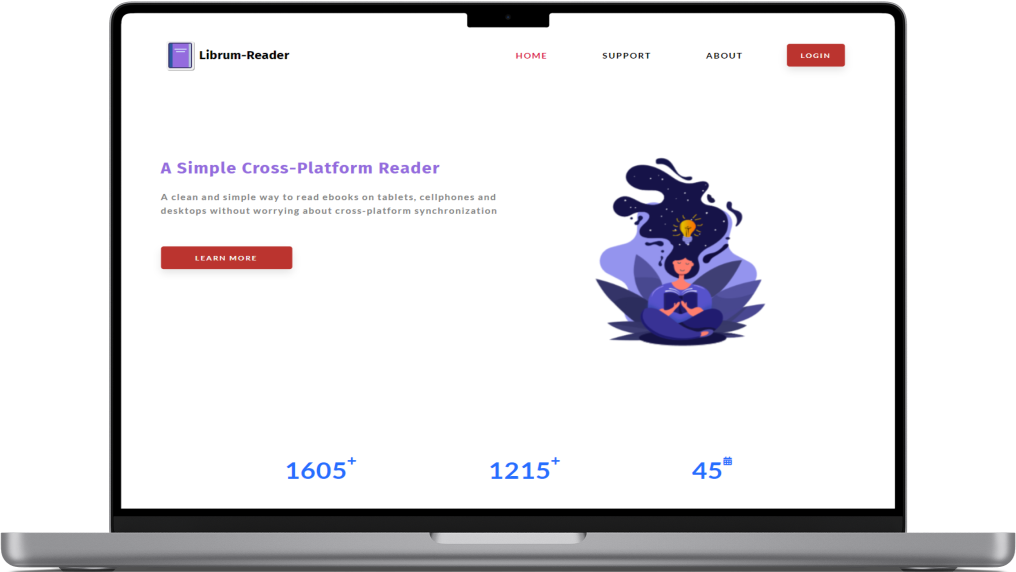 Librum-Reader
HOME
SUPPORT
ABOUT
LOGIN
A Simple Cross-Platform Reader
A clean and simple way to read ebooks on tablets, cellphones and
desktops without worrying about cross-platform synchronization
LEARN MORE
1605+
1215+
45